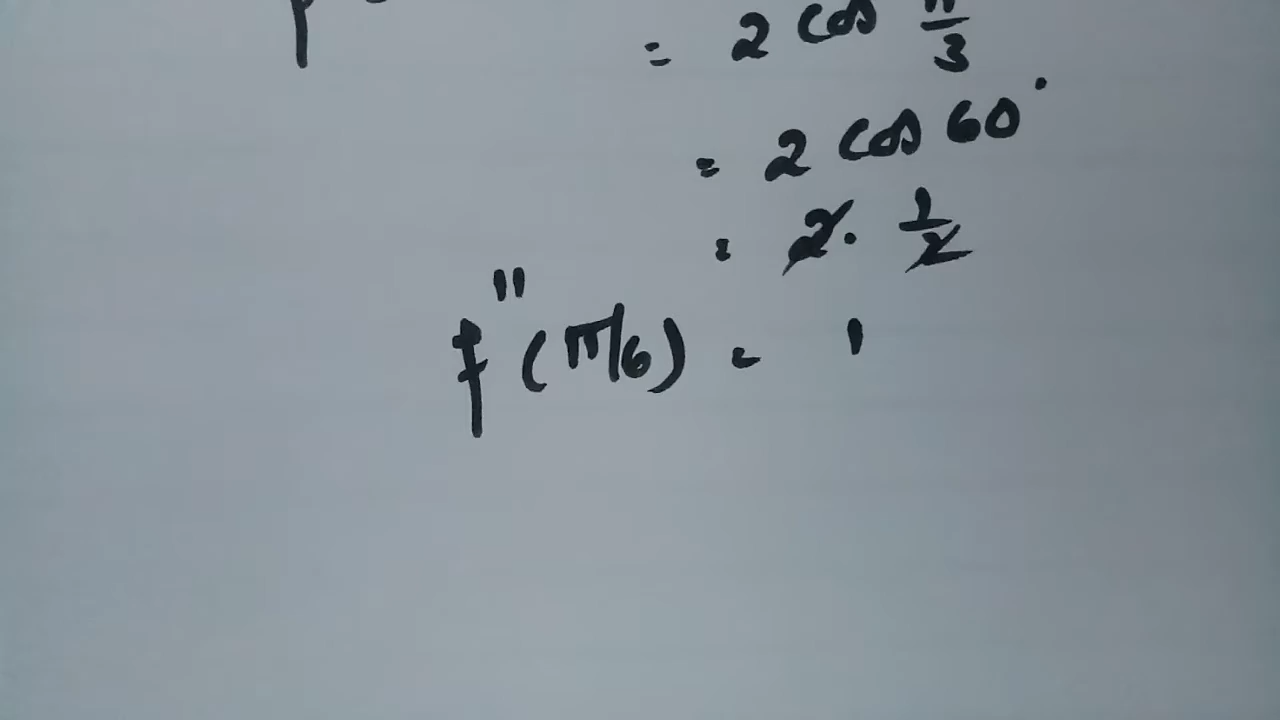 = 2 cos π/3
= 2 cos 60°
= 2 · 1/2
f''(π/6) = 1